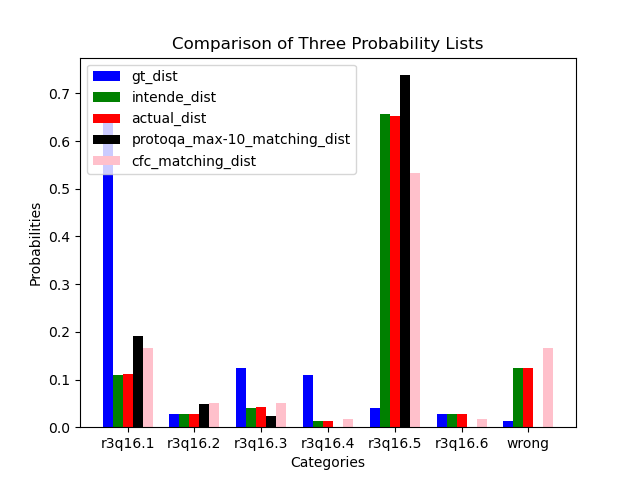 Comparison of Three Probability Lists
gt_dist
intende_dist
actual_dist
protoqa_max-10_matching_dist
cfc_matching_dist
Probabilities
0.7
0.6
0.5
0.4
0.3
0.2
0.1
0.0
r3q16.1 r3q16.2 r3q16.3 r3q16.4 r3q16.5 r3q16.6 wrong
Categories